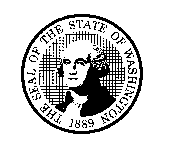 THE SEAL OF THE STATE OF WASHINGTON
1889